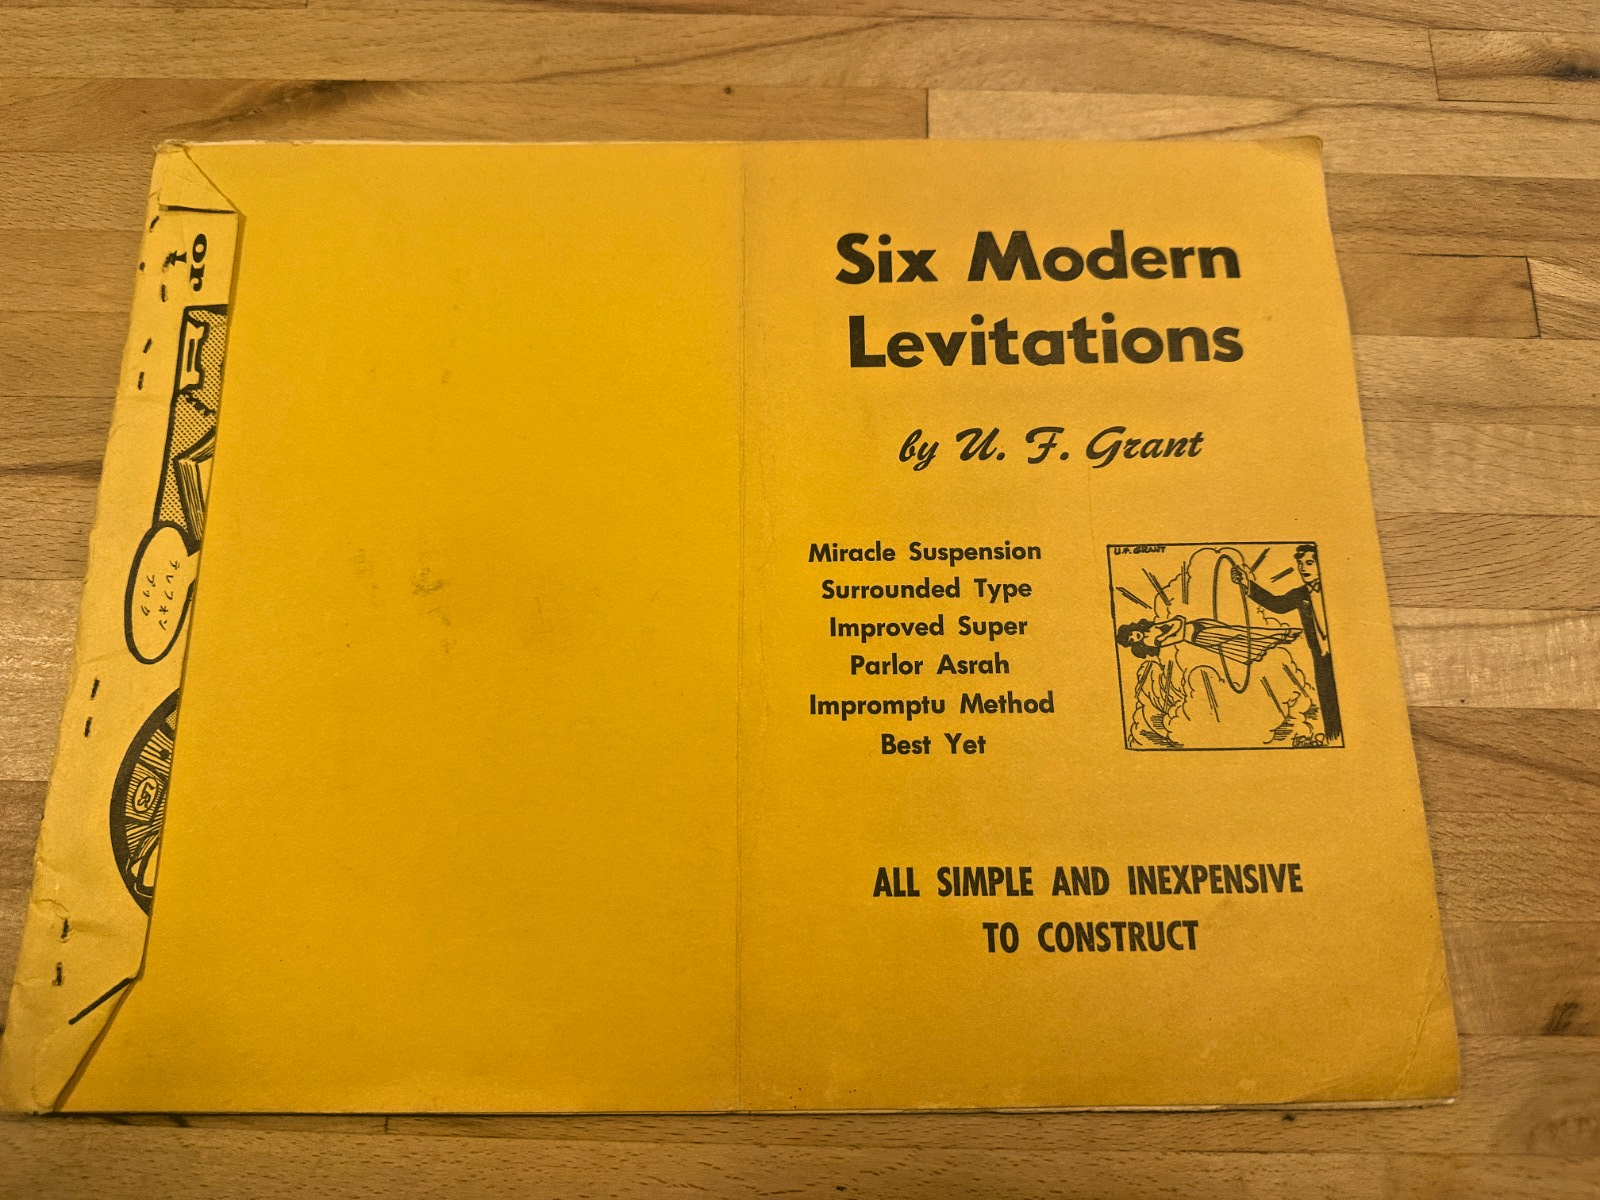 Six Modern
Levitations
by U. F. Grant
Miracle Suspension
Surrounded Type
Improved Super
Parlor Asrah
Impromptu Method
Best Yet
U.F. GRANT
ALL SIMPLE AND INEXPENSIVE
TO CONSTRUCT
or